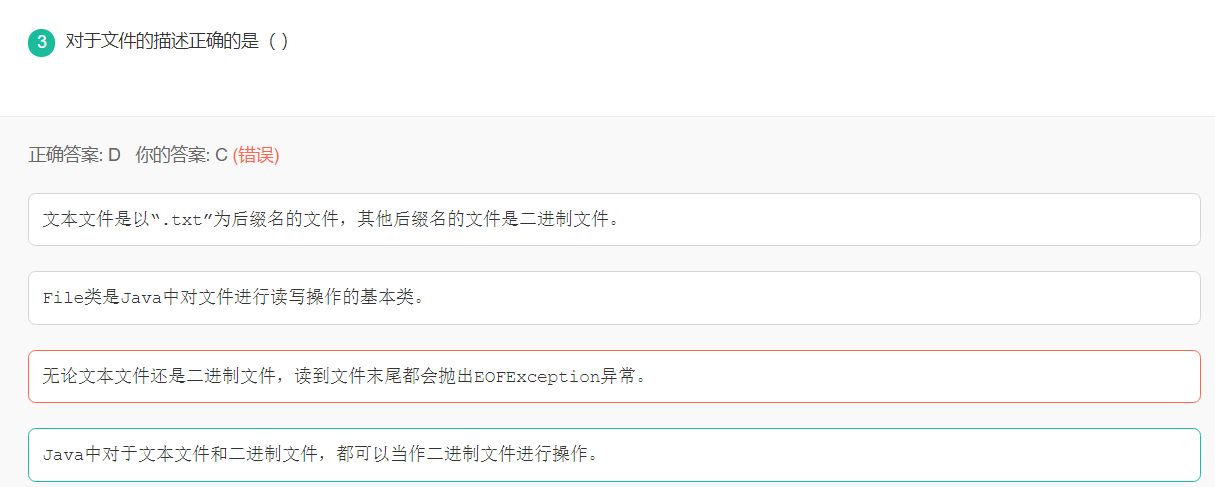 3 对于文件的描述正确的是（ ）
正确答案: D 你的答案: C (错误)
文本文件是以“.txt”为后缀名的文件，其他后缀名的文件是二进制文件。
File类是Java中对文件进行读写操作的基本类。
无论文本文件还是二进制文件，读到文件末尾都会抛出EOFException异常。
Java中对于文本文件和二进制文件，都可以当作二进制文件进行操作。